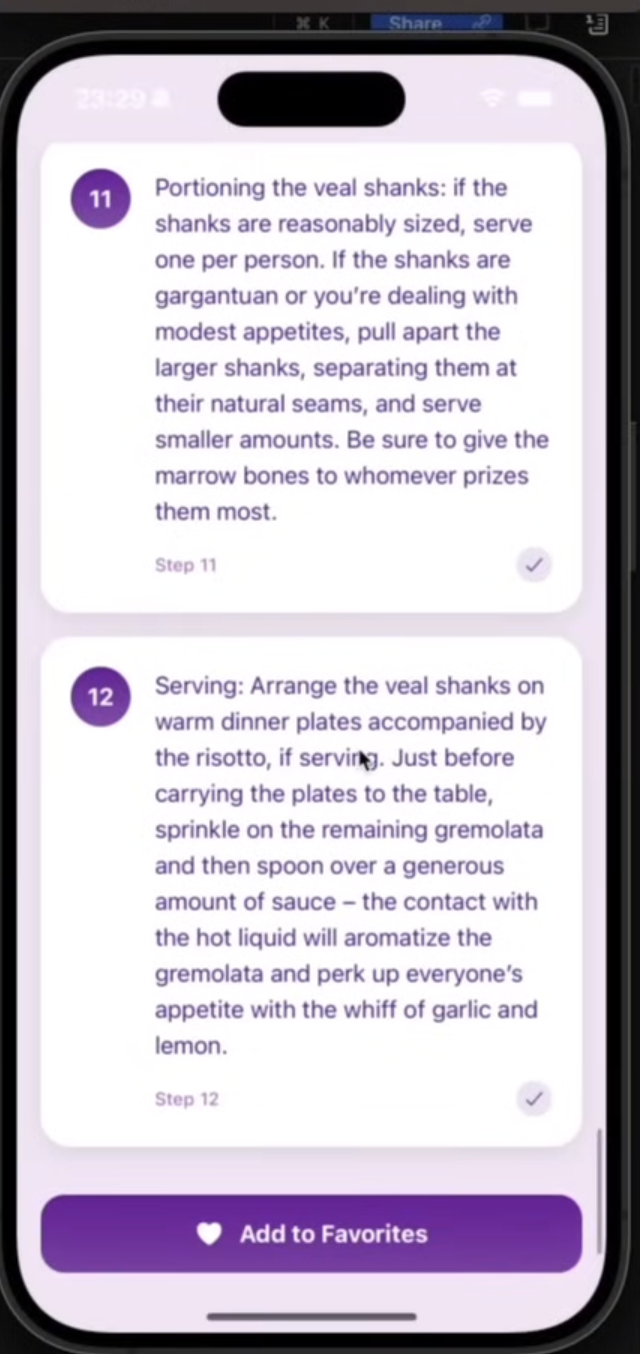 ⌘ K
Share
23:29
11
Portioning the veal shanks: if the
shanks are reasonably sized, serve
one per person. If the shanks are
gargantuan or you’re dealing with
modest appetites, pull apart the
larger shanks, separating them at
their natural seams, and serve
smaller amounts. Be sure to give the
marrow bones to whomever prizes
them most.
Step 11
12
Serving: Arrange the veal shanks on
warm dinner plates accompanied by
the risotto, if serving. Just before
carrying the plates to the table,
sprinkle on the remaining gremolata
and then spoon over a generous
amount of sauce – the contact with
the hot liquid will aromatize the
gremolata and perk up everyone’s
appetite with the whiff of garlic and
lemon.
Step 12
Add to Favorites